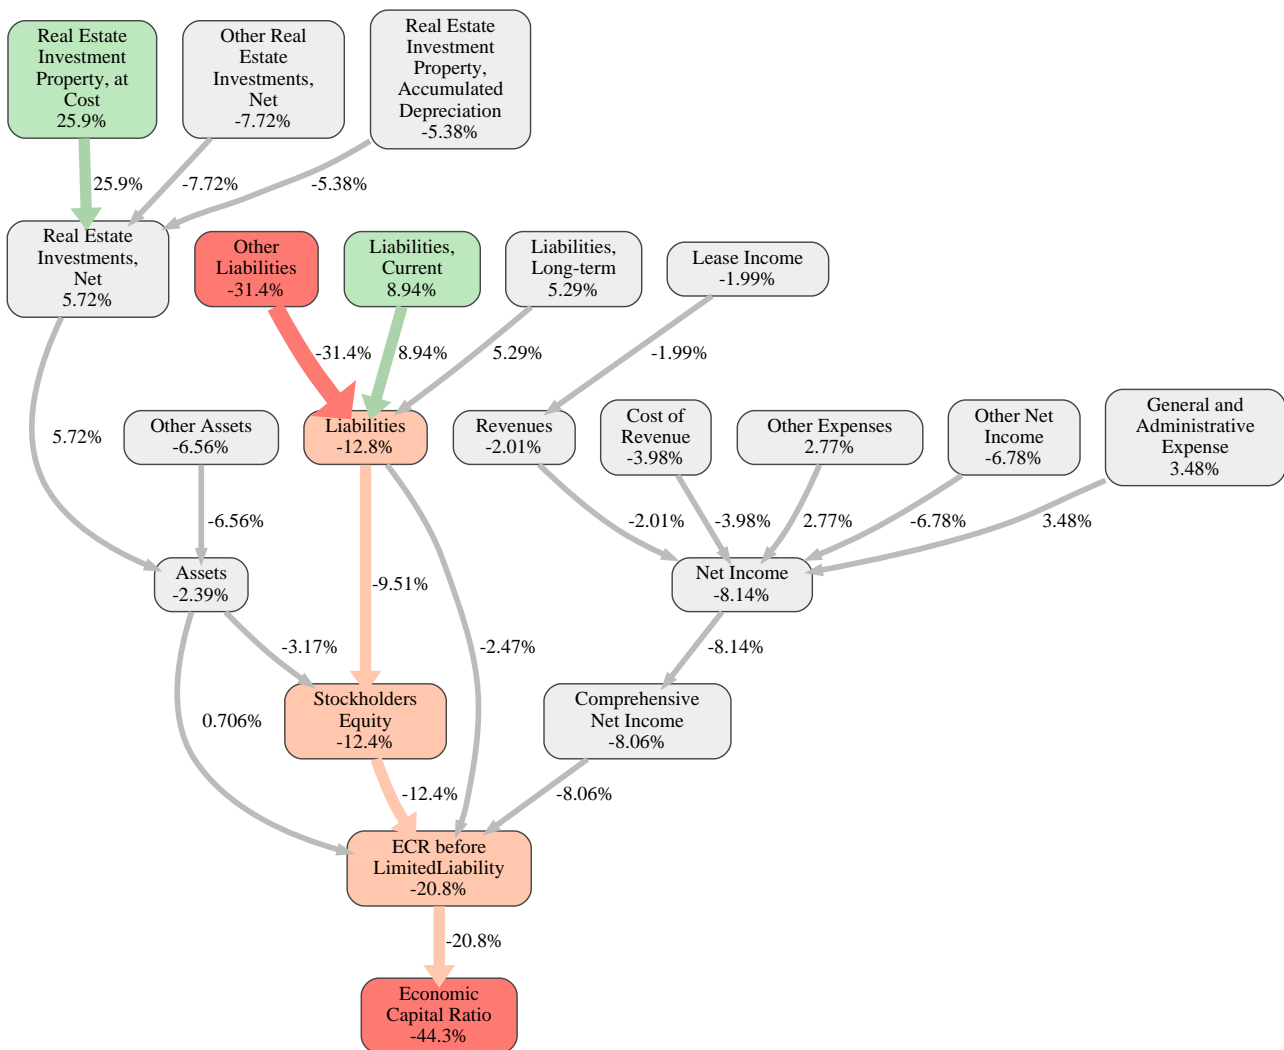 Real Estate
Investment
Property, at
Cost
25.9%
Other Real
Estate
Investments,
Net
-7.72%
Real Estate
Investment
Property,
Accumulated
Depreciation
-5.38%
25.9%
-7.72%
-5.38%
Real Estate
Investments,
Net
5.72%
Other
Liabilities
-31.4%
Liabilities,
Current
8.94%
Liabilities,
Long-term
5.29%
Lease Income
-1.99%
-31.4%
8.94%
5.29%
-1.99%
Other Assets
-6.56%
Liabilities
-12.8%
Revenues
-2.01%
Cost of
Revenue
-3.98%
Other Expenses
2.77%
Other Net
Income
-6.78%
General and
Administrative
Expense
3.48%
5.72%
-6.56%
-2.01%
-3.98%
2.77%
-6.78%
3.48%
Assets
-2.39%
-9.51%
Net Income
-8.14%
-3.17%
-2.47%
-8.14%
Stockholders
Equity
-12.4%
Comprehensive
Net Income
-8.06%
0.706%
-12.4%
-8.06%
ECR before
LimitedLiability
-20.8%
-20.8%
Economic
Capital Ratio
-44.3%